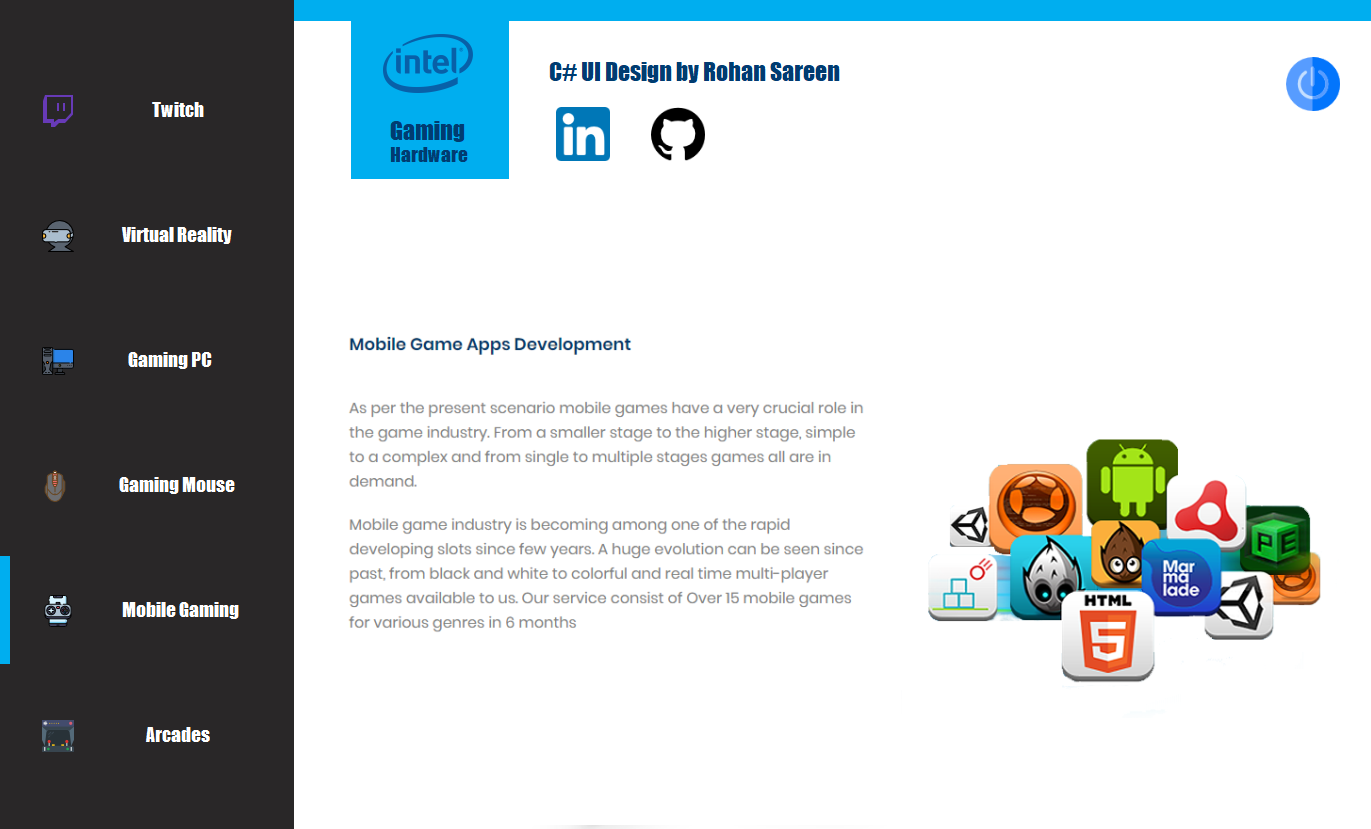 Twitch
Virtual Reality
Gaming PC
Gaming Mouse
Mobile Gaming
Arcades
intel
Gaming
Hardware
C# UI Design by Rohan Sareen
in
Mobile Game Apps Development
As per the present scenario mobile games have a very crucial role in
the game industry. From a smaller stage to the higher stage, simple
to a complex and from single to multiple stages games all are in
demand.
Mobile game industry is becoming among one of the rapid
developing slots since few years. A huge evolution can be seen since
past, from black and white to colorful and real time multi-player
games available to us. Our service consist of Over 15 mobile games
for various genres in 6 months
PE
Mar
ma
lade
HTML
5